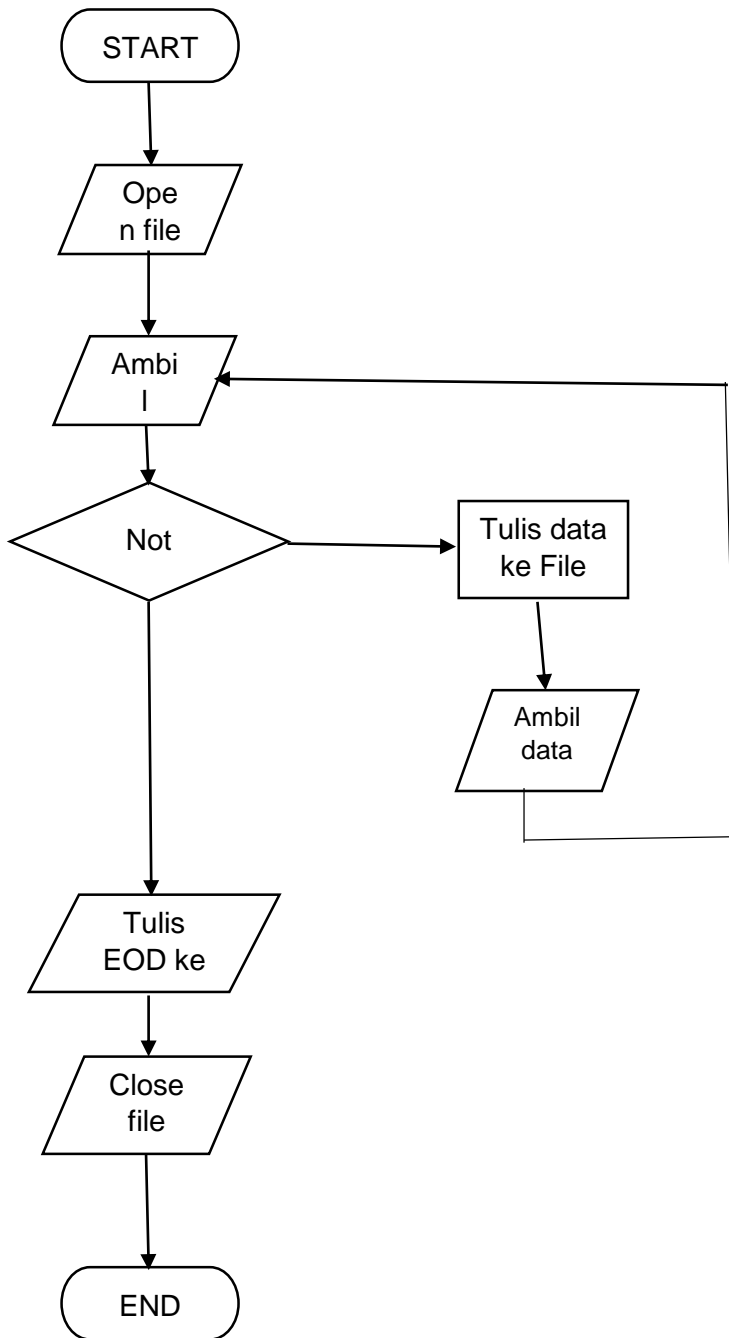 START
Ope
n file
Ambi
l
Not
Tulis data
ke File
Ambil
data
Tulis
EOD ke
Close
file
END